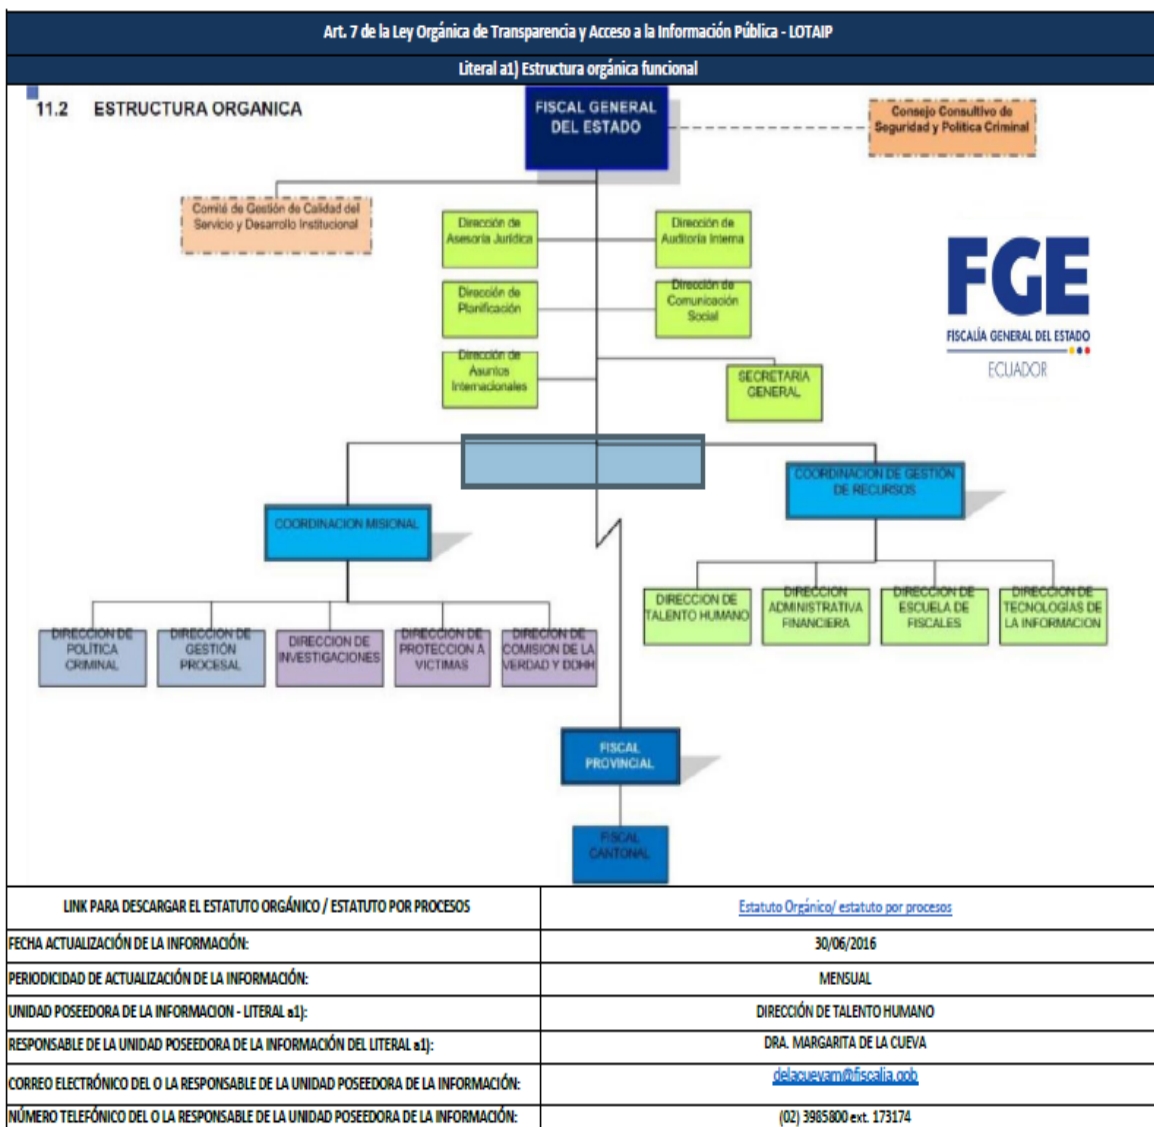 Art. 7 de la Ley Orgánica de Transparencia y Acceso a la Información Pública - LOTAIP
Literal a1) Estructura orgánica funcional
11.2 ESTRUCTURA ORGANICA
FISCAL GENERAL
DEL ESTADO
Consejo Consultivo de
Seguridad y Política Criminal
Comité de Gestión de Calidad del
Servicio y Desarrollo Institucional
Dirección de
Asesoría Jurídica
Dirección de
Auditoría Interna
Dirección de
Planificación
Dirección de
Comunicación
Social
Dirección de
Asuntos
Internacionales
SECRETARÍA
GENERAL
FGE
FISCALÍA GENERAL DEL ESTADO
ECUADOR
COORDINACION DE GESTIÓN
DE RECURSOS
COORDINACION MISIONAL
DIRECCION DE
TALENTO HUMANO
DIRECCION
ADMINISTRATIVA
FINANCIERA
DIRECCION DE
ESCUELA DE
FISCALES
DIRECCION DE
TECNOLOGÍAS DE
LA INFORMACION
DIRECCION DE
POLÍTICA
CRIMINAL
DIRECCION DE
GESTIÓN
PROCESAL
DIRECCION DE
INVESTIGACIONES
DIRECCION DE
PROTECCION A
VICTIMAS
DIRECCION DE
COMISION DE LA
VERDAD Y DDHH
FISCAL
PROVINCIAL
FISCAL
CANTONAL
LINK PARA DESCARGAR EL ESTATUTO ORGÁNICO / ESTATUTO POR PROCESOS
Estatuto Orgánico/ estatuto por procesos
FECHA ACTUALIZACIÓN DE LA INFORMACIÓN:
30/06/2016
PERIODICIDAD DE ACTUALIZACIÓN DE LA INFORMACIÓN:
MENSUAL
UNIDAD POSEEDORA DE LA INFORMACION - LITERAL a1):
DIRECCIÓN DE TALENTO HUMANO
RESPONSABLE DE LA UNIDAD POSEEDORA DE LA INFORMACIÓN DEL LITERAL a1):
DRA. MARGARITA DE LA CUEVA
CORREO ELECTRÓNICO DEL O LA RESPONSABLE DE LA UNIDAD POSEEDORA DE LA INFORMACIÓN:
delacuevam@fiscalia.gob
NÚMERO TELEFÓNICO DEL O LA RESPONSABLE DE LA UNIDAD POSEEDORA DE LA INFORMACIÓN:
(02) 3985800 ext. 173174